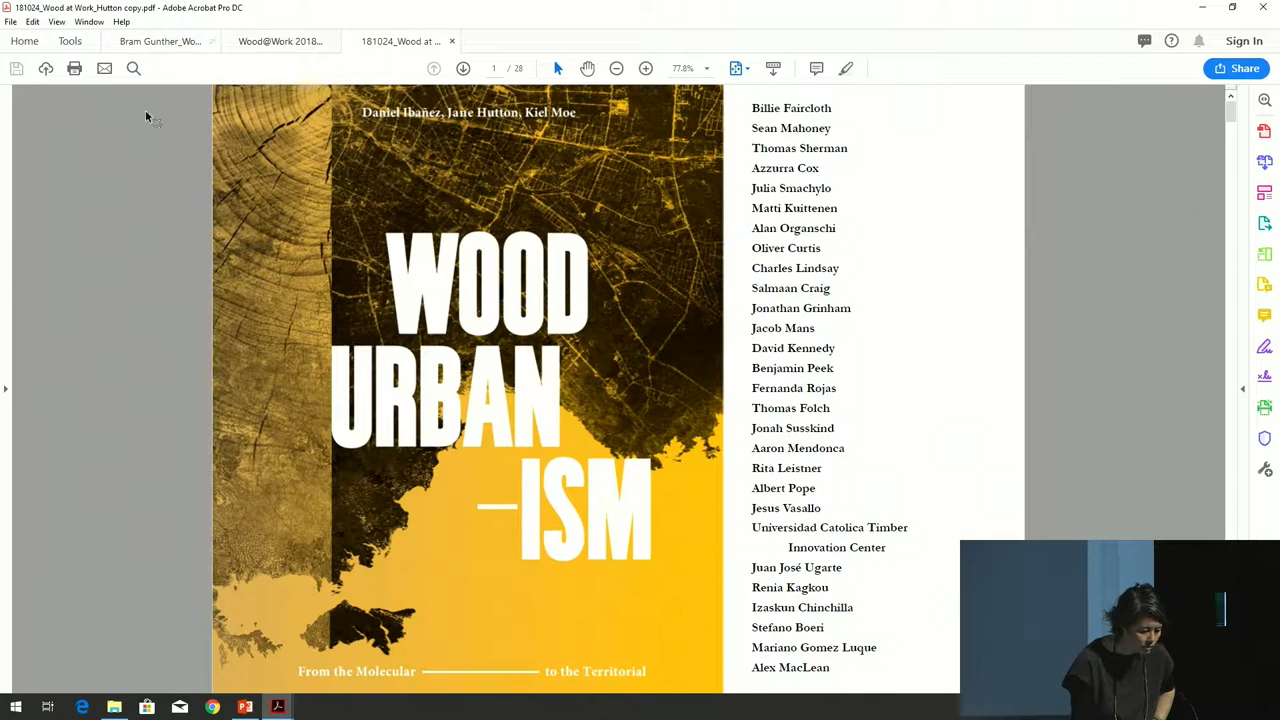 181024_Wood at Work_Hutton copy.pdf - Adobe Acrobat Pro DC
File Edit View Window Help
Home Tools Bram Gunther_Wo... Wood@Work 2018... 181024_Wood at ... × Sign In
1 / 28 77.8% Share
Daniel Ibañez, Jane Hutton, Kiel Moe
WOOD
URBAN
—ISM
From the Molecular to the Territorial
Billie Faircloth
Sean Mahoney
Thomas Sherman
Azzurra Cox
Julia Smachylo
Matti Kuittenen
Alan Organschi
Oliver Curtis
Charles Lindsay
Salmaan Craig
Jonathan Grinham
Jacob Mans
David Kennedy
Benjamin Peek
Fernanda Rojas
Thomas Folch
Jonah Susskind
Aaron Mendonca
Rita Leistner
Albert Pope
Jesus Vasallo
Universidad Catolica Timber
Innovation Center
Juan José Ugarte
Renia Kagkou
Izaskun Chinchilla
Stefano Boeri
Mariano Gomez Luque
Alex MacLean